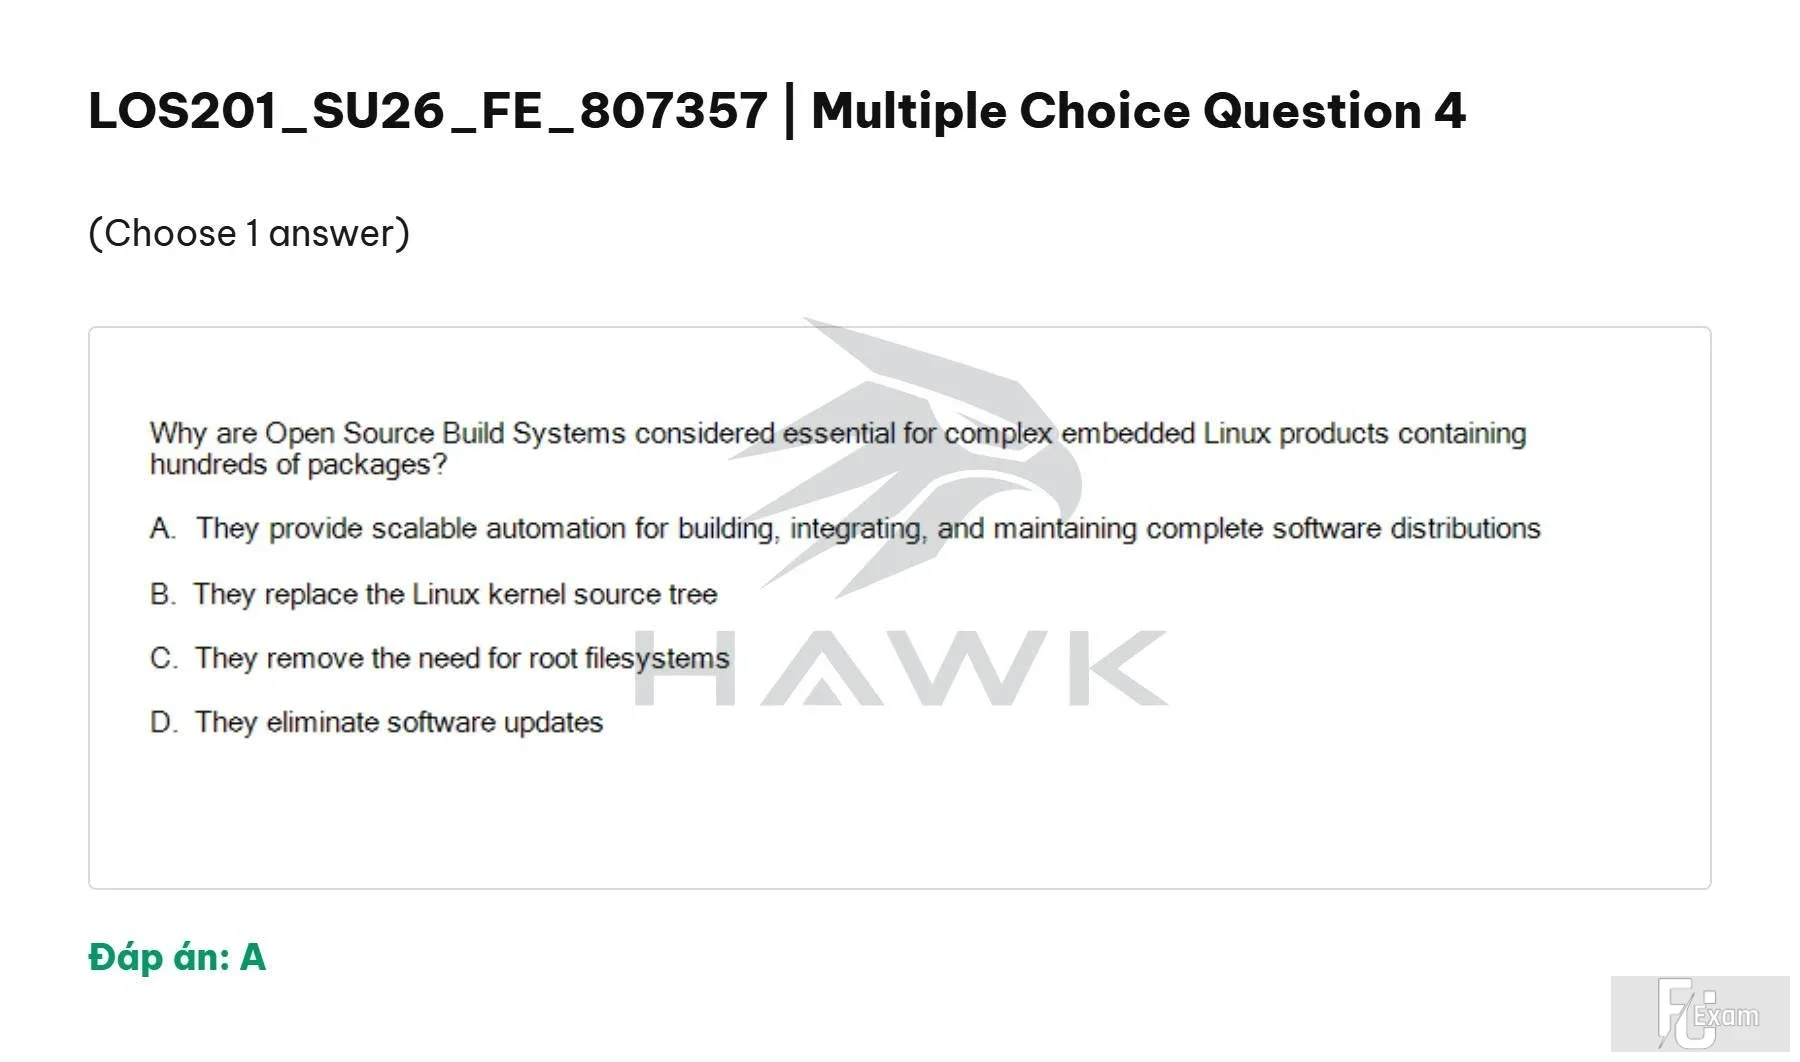 LOS201_SU26_FE_807357 | Multiple Choice Question 4
(Choose 1 answer)
Why are Open Source Build Systems considered essential for complex embedded Linux products containing
hundreds of packages?
A. They provide scalable automation for building, integrating, and maintaining complete software distributions
B. They replace the Linux kernel source tree
C. They remove the need for root filesystems
HAWK
D. They eliminate software updates
Đáp án: A
Exam